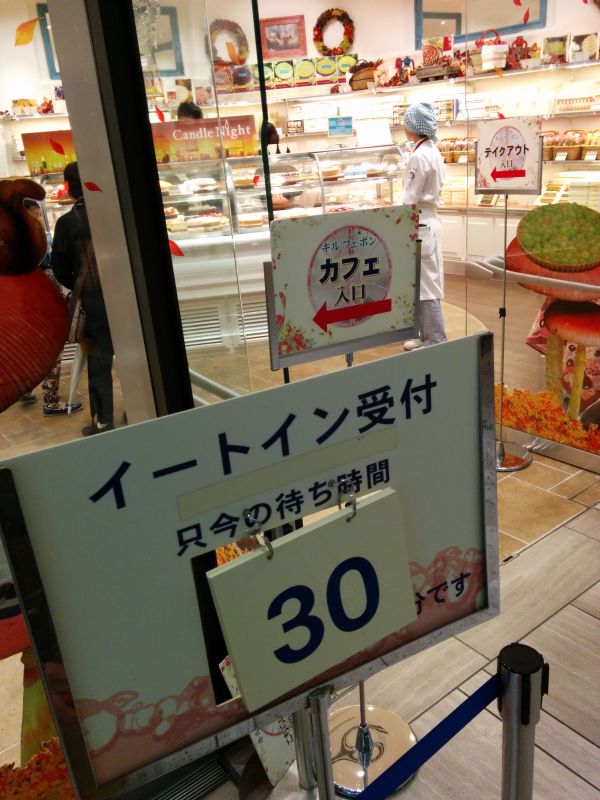 Candle Night
テイクアウト
入口
キル フェ ボン
カフェ
入口
イートイン受付
只今の待ち時間
30
分です